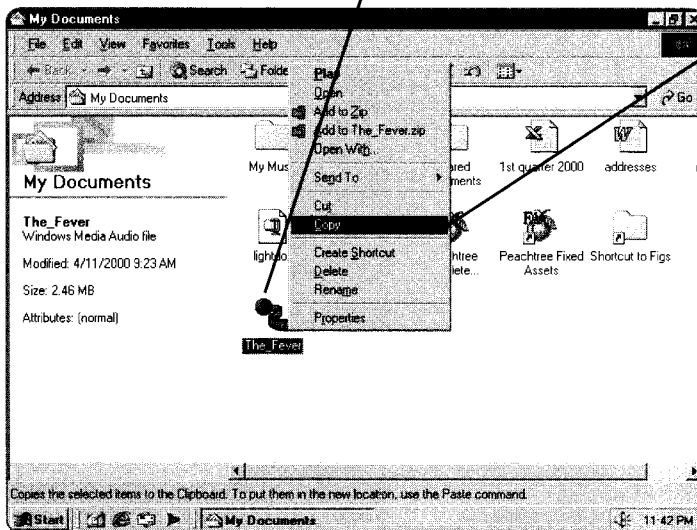 My Documents
File Edit View Favorites Tools Help
Back Search Folde
Address My Documents Go
My Documents
The_Fever
Windows Media Audio file
Modified: 4/11/2000 9:23 AM
Size: 2.46 MB
Attributes: (normal)
My Mus
ared
ments
1st quarter 2000
addresses
lightbo
htree
lete...
Peachtree Fixed
Assets
Shortcut to Figs
The_Fever
Play
Open
Add to Zip
Add to The_Fever.zip
Open With...
Send To
Cut
Copy
Create Shortcut
Delete
Rename
Properties
Copies the selected items to the Clipboard. To put them in the new location, use the Paste command.
Start My Documents 11:42 PM